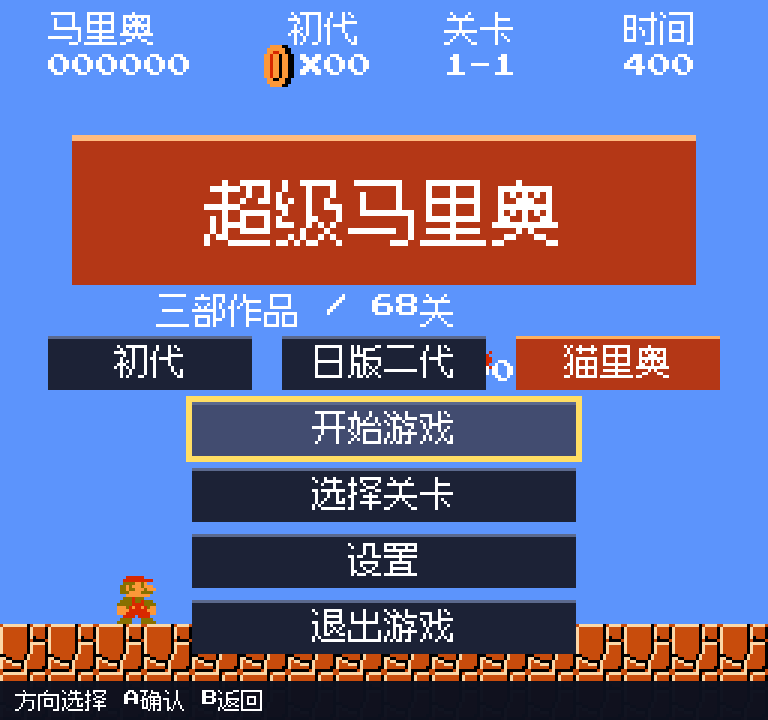 马里奥 初代 关卡 时间
000000 ×00 1-1 400
超级马里奥
三部作品 / 68关
初代 日版二代 0 猫里奥
开始游戏
选择关卡
设置
退出游戏
方向选择 A确认 B返回